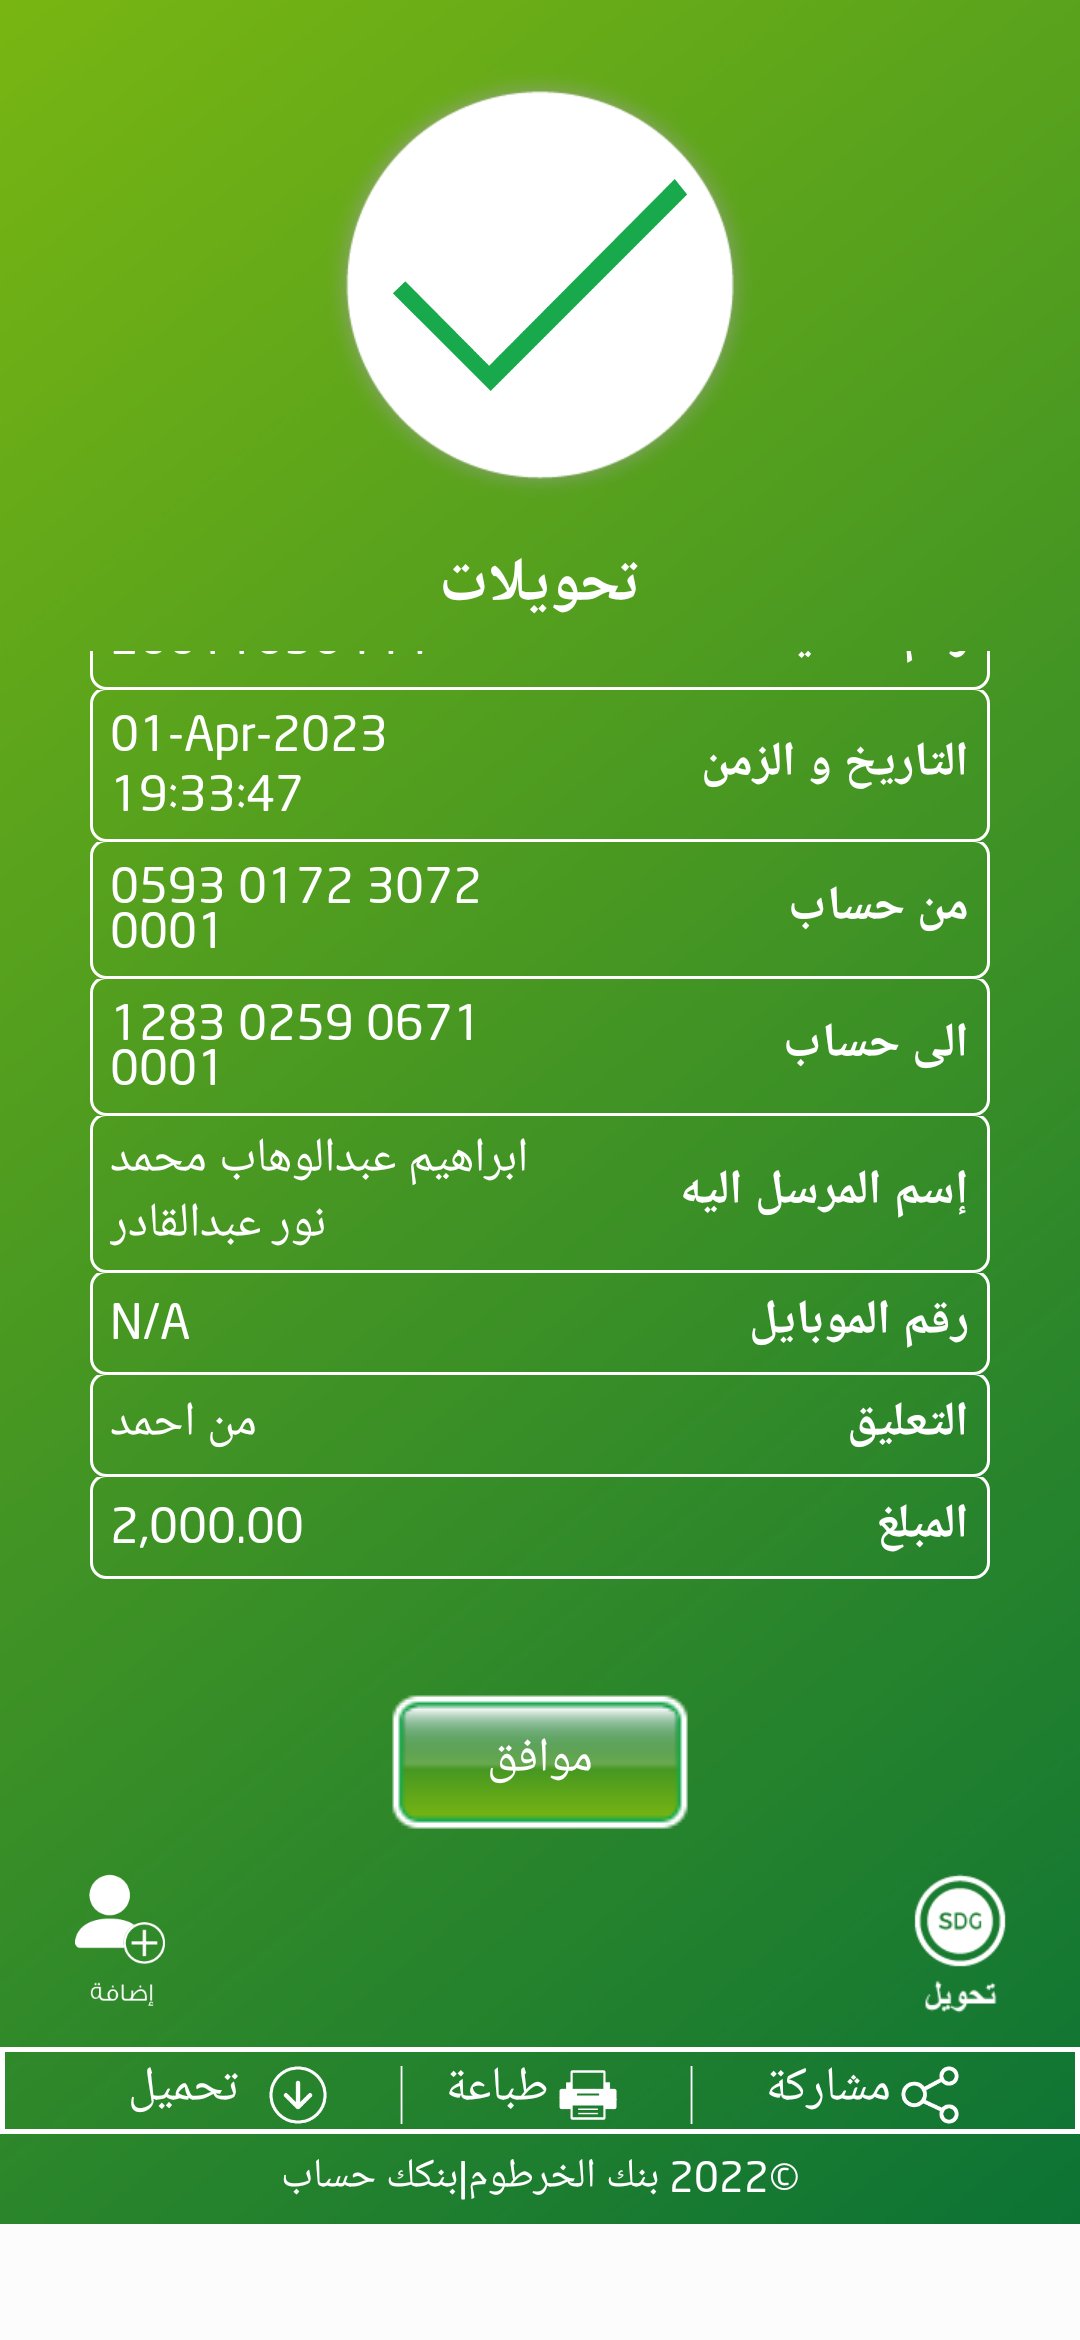 تحويلات
التاريخ و الزمن 01-Apr-2023
19:33:47
من حساب 0593 0172 3072
0001
الى حساب 1283 0259 0671
0001
إسم المرسل اليه ابراهيم عبدالوهاب محمد
نور عبدالقادر
رقم الموبايل N/A
التعليق من احمد
المبلغ 2,000.00
موافق
SDG
تحويل
إضافة
مشاركة طباعة تحميل
©2022 بنك الخرطوم|بنكك حساب